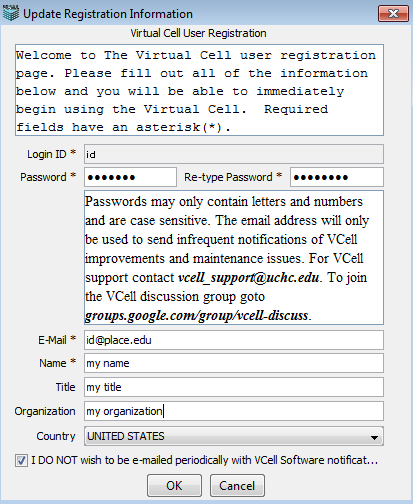 Update Registration Information
Virtual Cell User Registration
Welcome to The Virtual Cell user registration
page. Please fill out all of the information
below and you will be able to immediately
begin using the Virtual Cell.  Required
fields have an asterisk(*).
Login ID * id
Password * ●●●●●●● Re-type Password * ●●●●●●●●
Passwords may only contain letters and numbers
and are case sensitive. The email address will only
be used to send infrequent notifications of VCell
improvements and maintenance issues. For VCell
support contact vcell_support@uchc.edu. To join
the VCell discussion group goto
groups.google.com/group/vcell-discuss.
E-Mail * id@place.edu
Name * my name
Title my title
Organization my organization
Country UNITED STATES
I DO NOT wish to be e-mailed periodically with VCell Software notificat...
OK Cancel